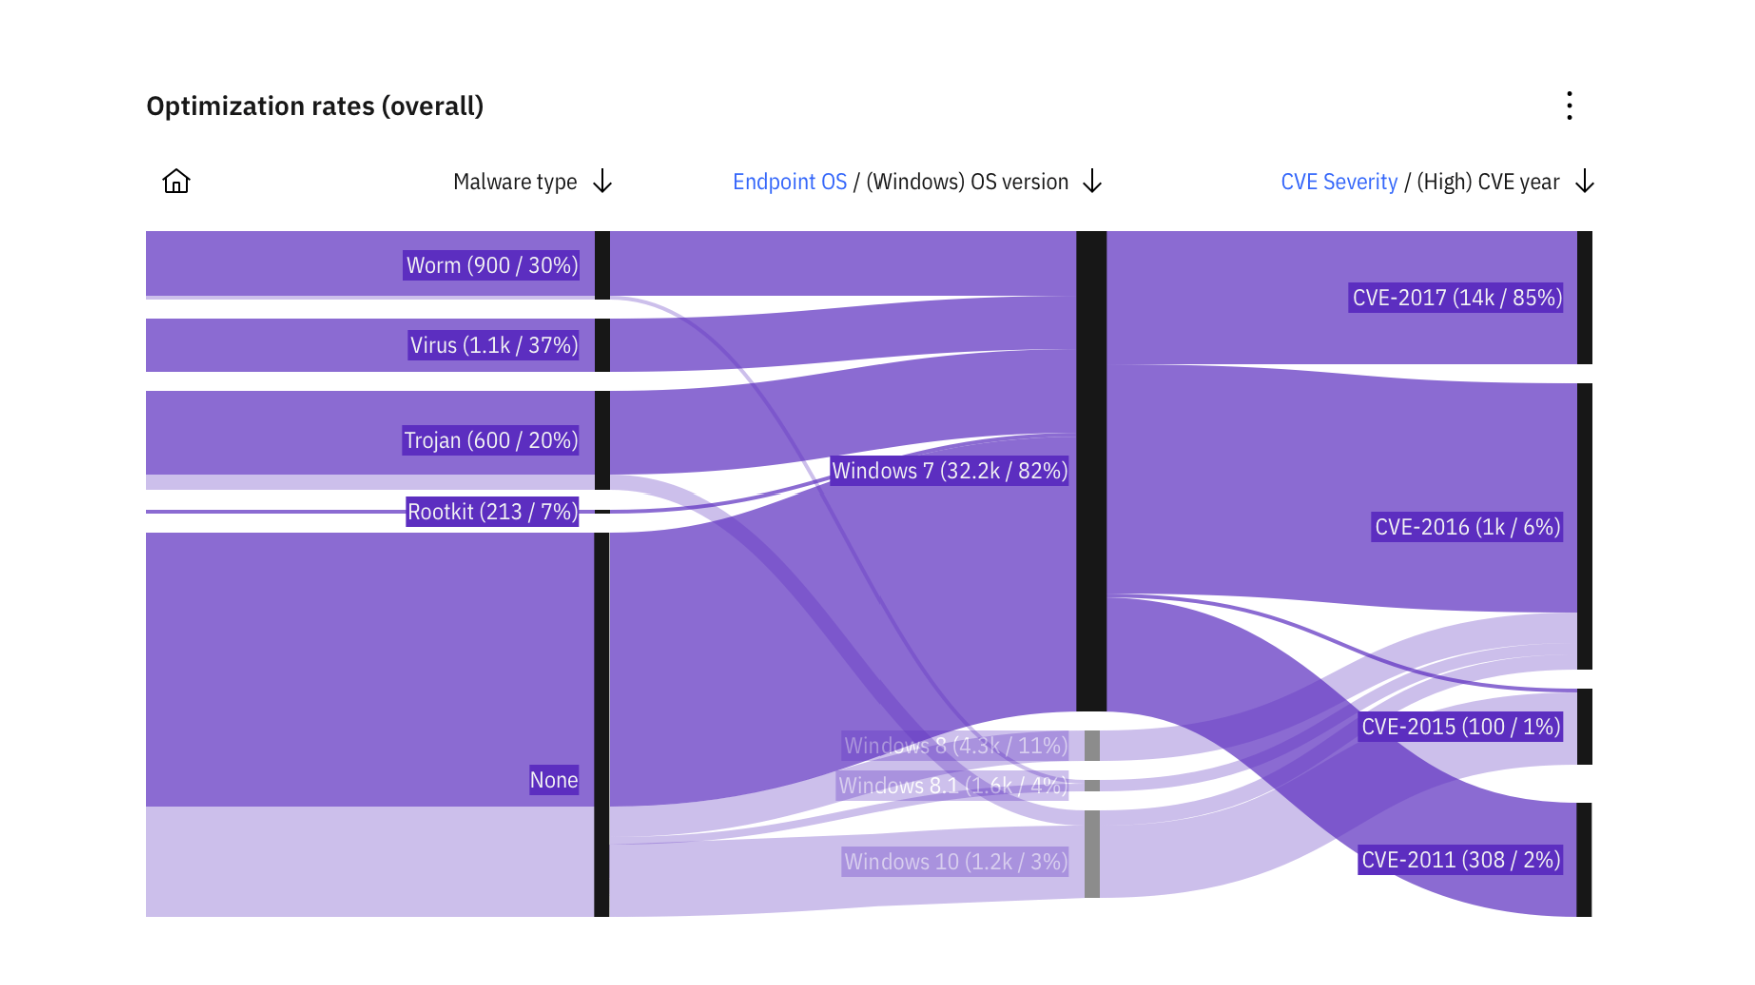 Optimization rates (overall)
Malware type
Endpoint OS / (Windows) OS version
CVE Severity / (High) CVE year
Worm (900 / 30%)
Virus (1.1k / 37%)
Trojan (600 / 20%)
Rootkit (213 / 7%)
None
Windows 7 (32.2k / 82%)
Windows 8 (4.3k / 11%)
Windows 8.1 (1.6k / 4%)
Windows 10 (1.2k / 3%)
CVE-2017 (14k / 85%)
CVE-2016 (1k / 6%)
CVE-2015 (100 / 1%)
CVE-2011 (308 / 2%)